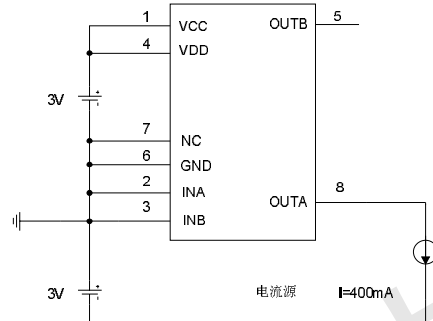 1 VCC OUTB 5
4 VDD
3V
7 NC
6 GND
2 INA
OUTA 8
3 INB
3V 电流源 I=400mA